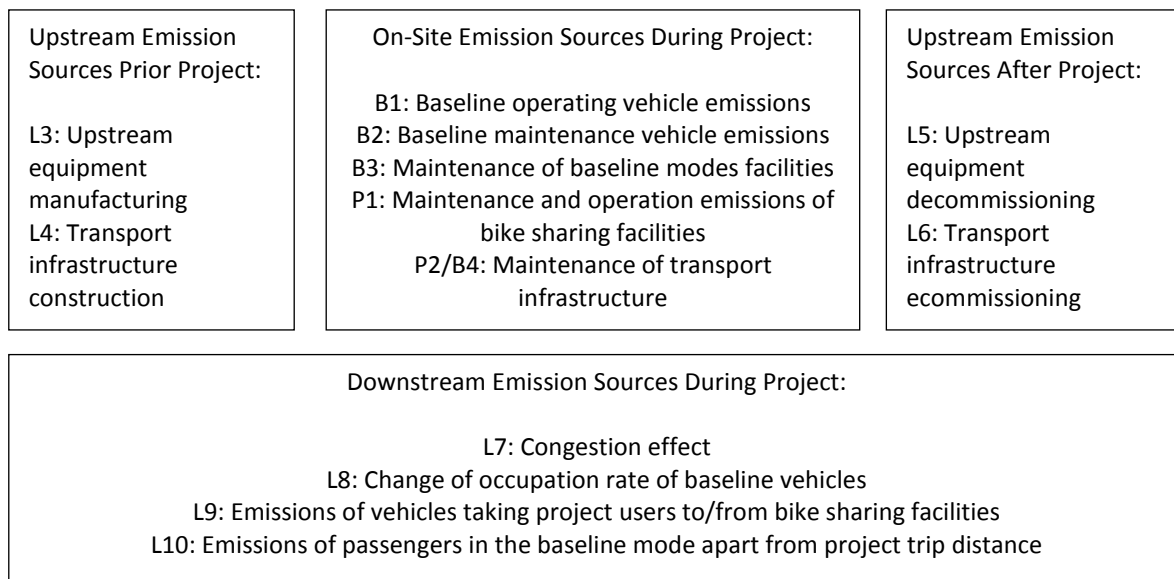 Upstream Emission
Sources Prior Project:
L3: Upstream
equipment
manufacturing
L4: Transport
infrastructure
construction
On-Site Emission Sources During Project:
B1: Baseline operating vehicle emissions
B2: Baseline maintenance vehicle emissions
B3: Maintenance of baseline modes facilities
P1: Maintenance and operation emissions of
bike sharing facilities
P2/B4: Maintenance of transport
infrastructure
Upstream Emission
Sources After Project:
L5: Upstream
equipment
decommissioning
L6: Transport
infrastructure
ecommissioning
Downstream Emission Sources During Project:
L7: Congestion effect
L8: Change of occupation rate of baseline vehicles
L9: Emissions of vehicles taking project users to/from bike sharing facilities
L10: Emissions of passengers in the baseline mode apart from project trip distance